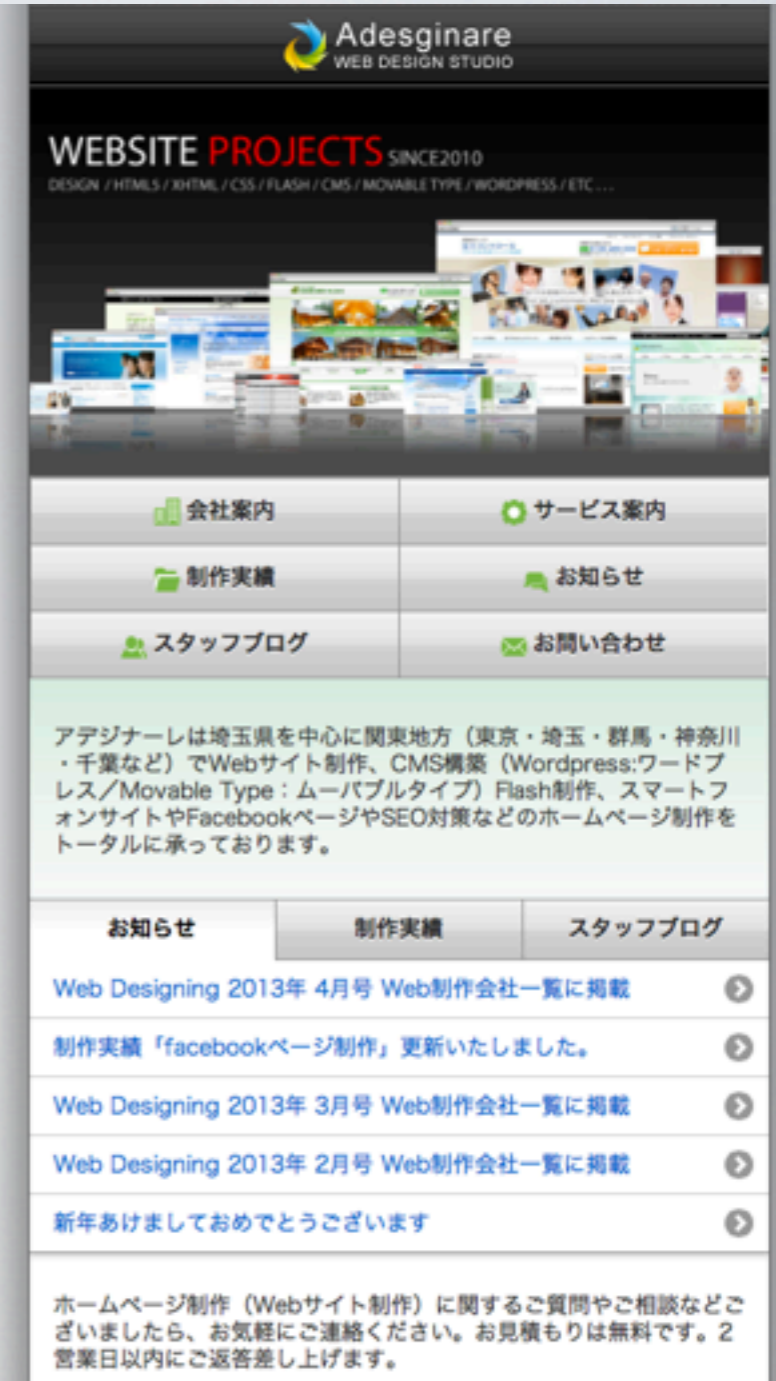 Adesginare
WEB DESIGN STUDIO
WEBSITE PROJECTS SINCE2010
DESIGN / HTML5 / XHTML / CSS / FLASH / CMS / MOVABLE TYPE / WORDPRESS / ETC ...
会社案内
サービス案内
制作実績
お知らせ
スタッフブログ
お問い合わせ
アデジナーレは埼玉県を中心に関東地方(東京・埼玉・群馬・神奈川
・千葉など)でWebサイト制作、CMS構築(Wordpress:ワードプ
レス／Movable Type:ムーバブルタイプ)Flash制作、スマートフ
ォンサイトやFacebookページやSEO対策などのホームページ制作を
トータルに承っております。
お知らせ 制作実績 スタッフブログ
Web Designing 2013年 4月号 Web制作会社一覧に掲載
制作実績「facebookページ制作」更新いたしました。
Web Designing 2013年 3月号 Web制作会社一覧に掲載
Web Designing 2013年 2月号 Web制作会社一覧に掲載
新年あけましておめでとうございます
ホームページ制作(Webサイト制作)に関するご質問やご相談などご
ざいましたら、お気軽にご連絡ください。お見積もりは無料です。2
営業日以内にご返答差し上げます。